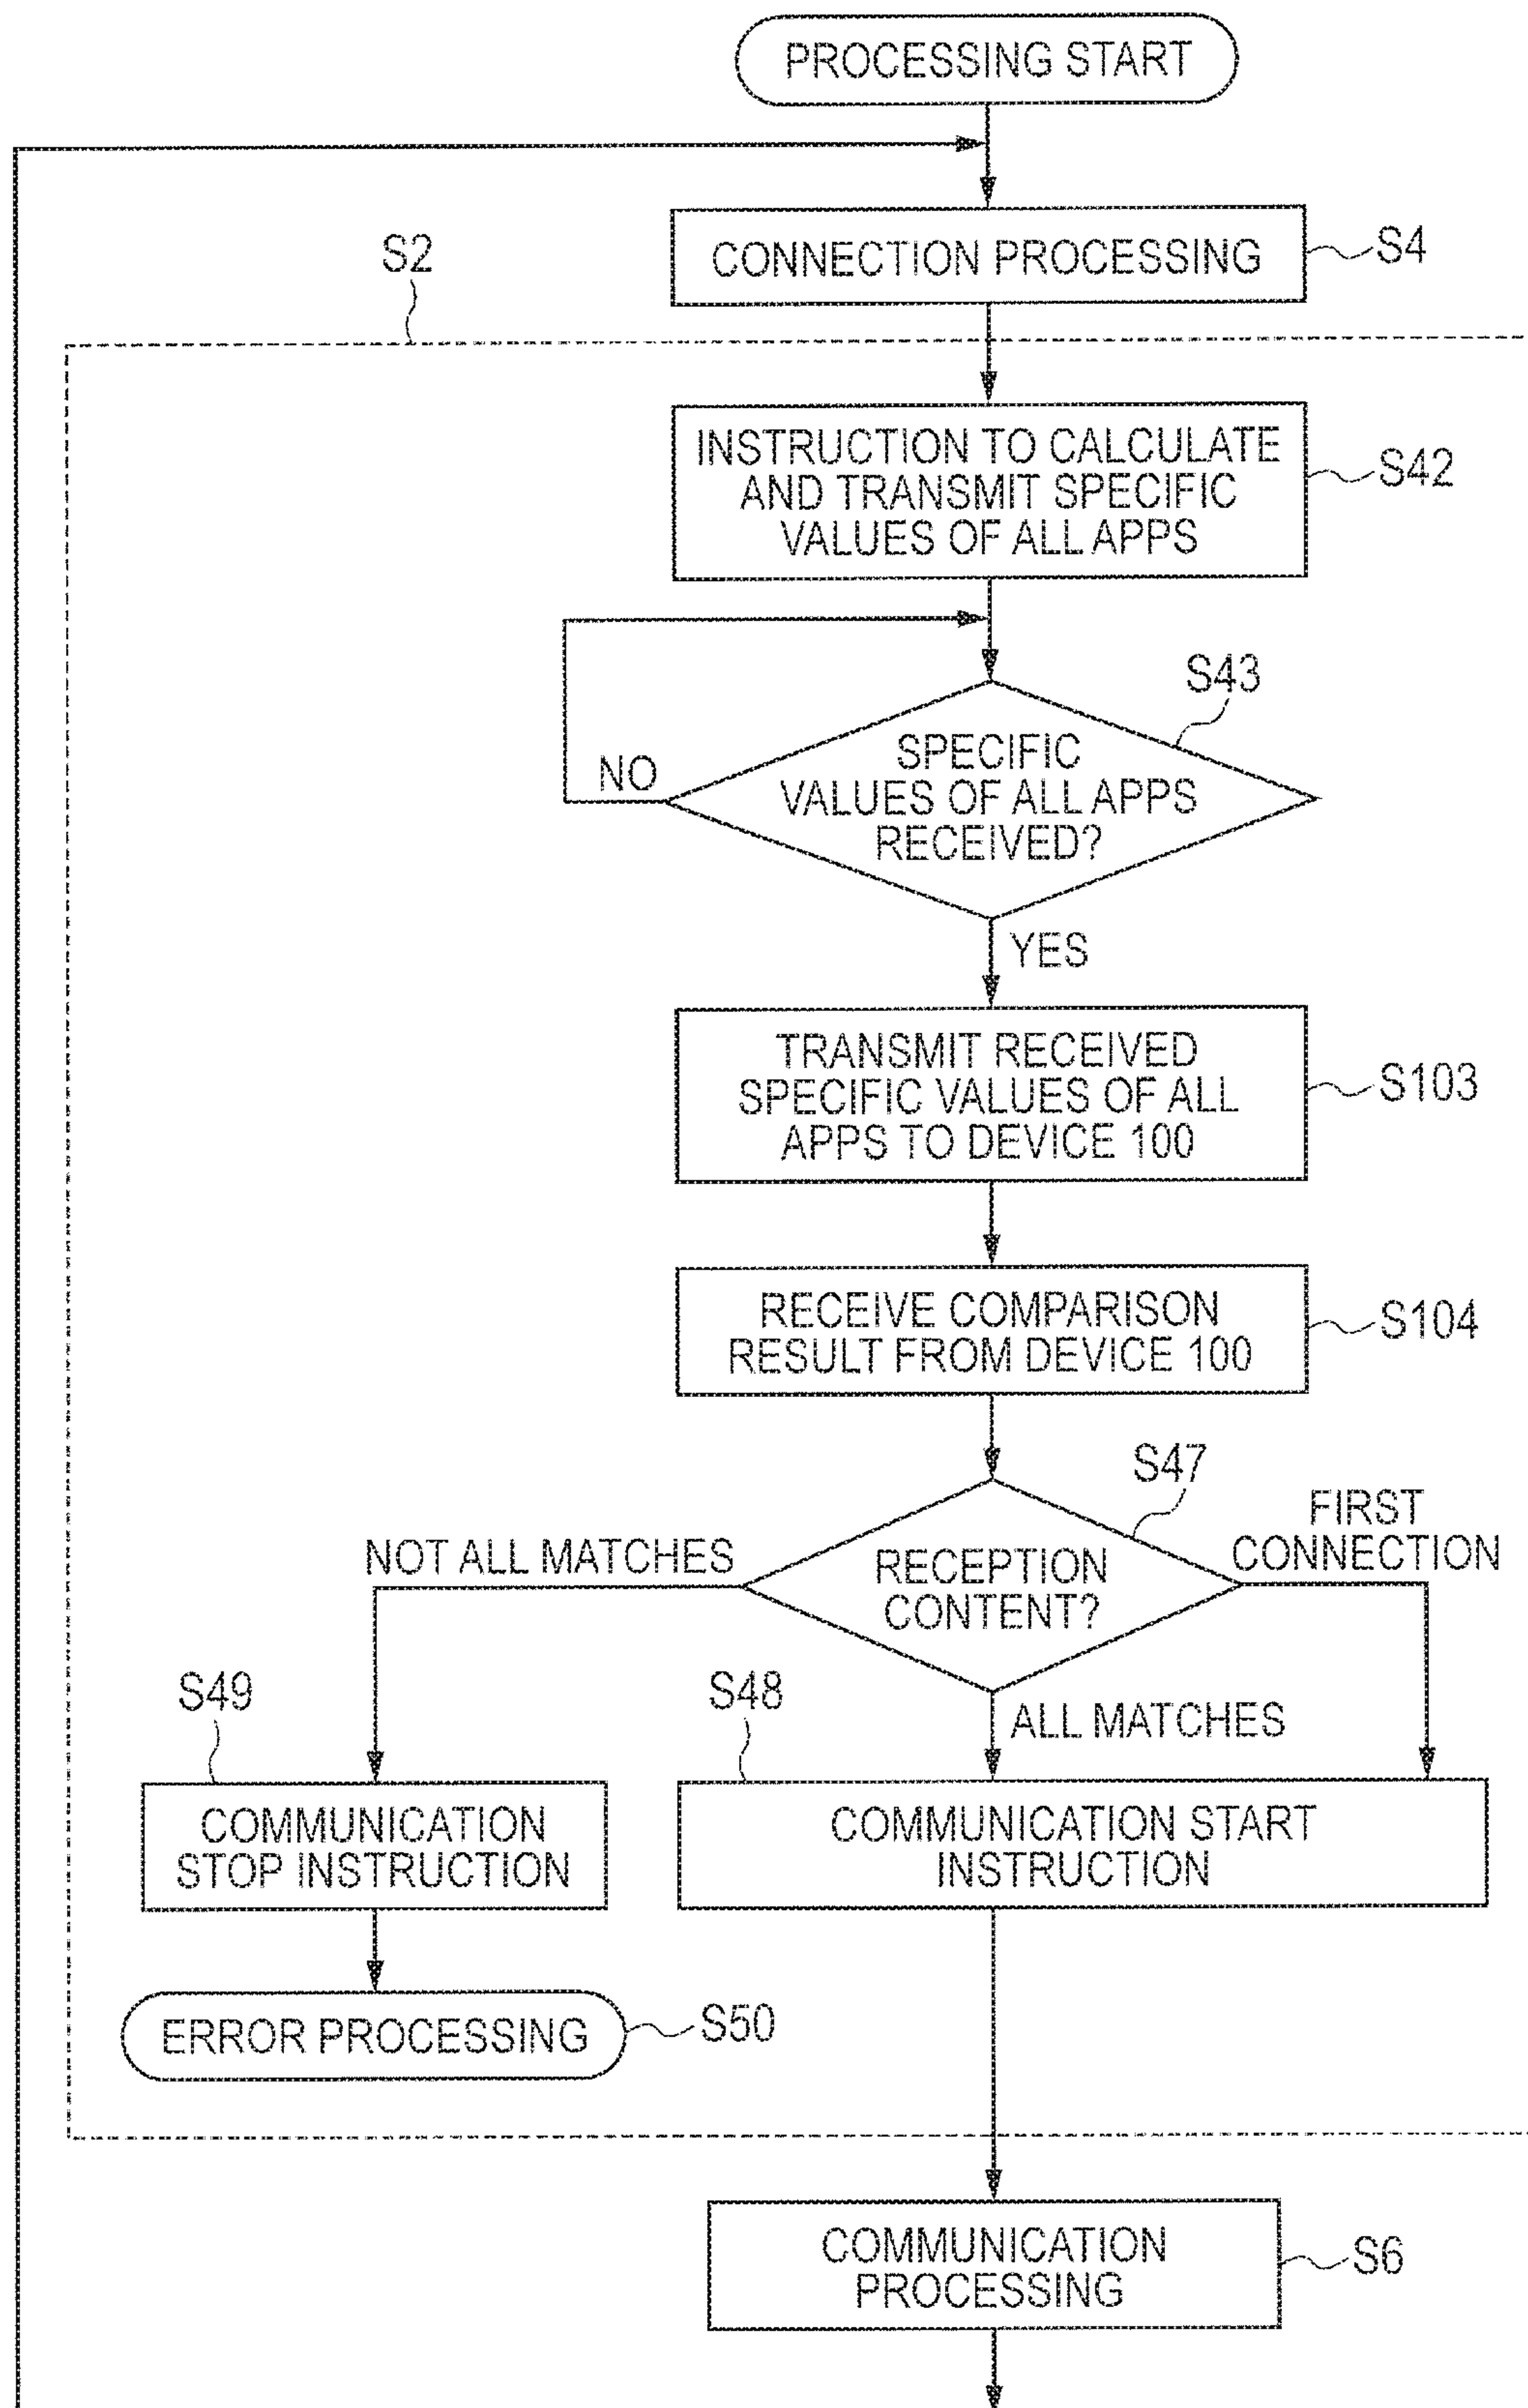 PROCESSING START
CONNECTION PROCESSING
S4
S2
INSTRUCTION TO CALCULATE
AND TRANSMIT SPECIFIC
VALUES OF ALL APPS
S42
S43
SPECIFIC
VALUES OF ALL APPS
RECEIVED?
NO
YES
TRANSMIT RECEIVED
SPECIFIC VALUES OF ALL
APPS TO DEVICE 100
S103
RECEIVE COMPARISON
RESULT FROM DEVICE 100
S104
S47
RECEPTION
CONTENT?
NOT ALL MATCHES
FIRST
CONNECTION
ALL MATCHES
S49
S48
COMMUNICATION
STOP INSTRUCTION
COMMUNICATION START
INSTRUCTION
ERROR PROCESSING
S50
COMMUNICATION
PROCESSING
S6